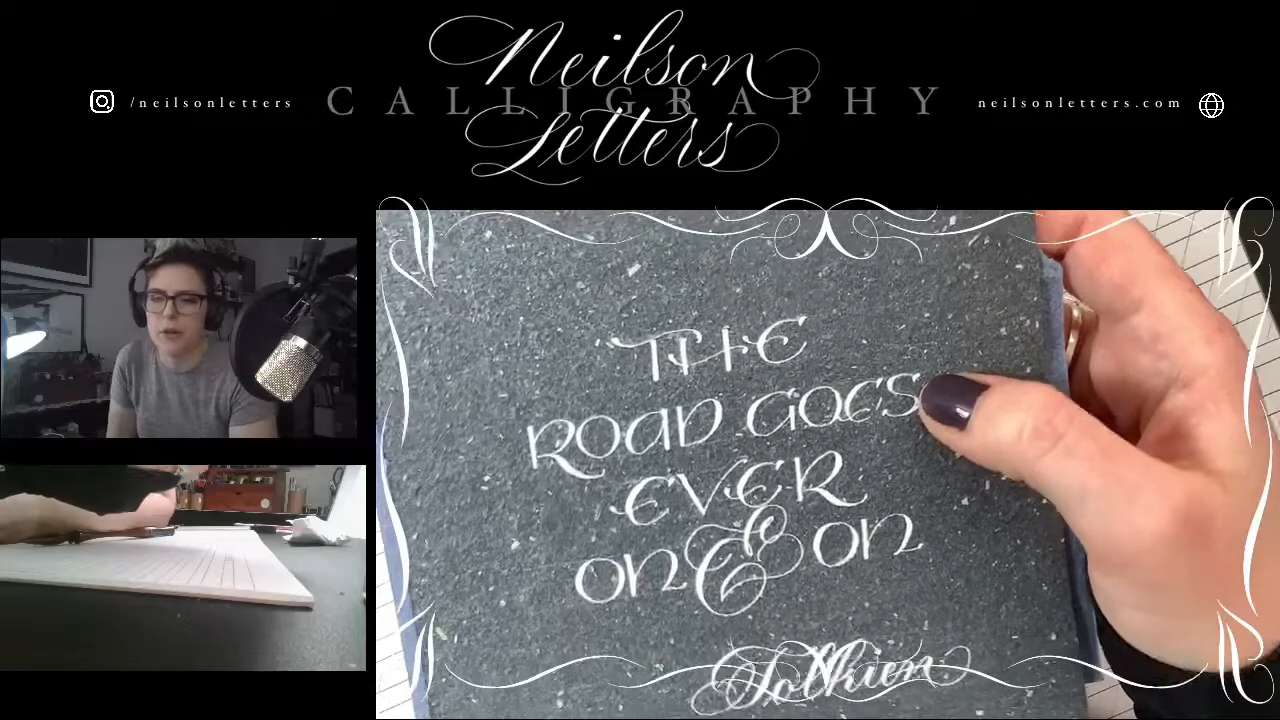 Neilson
/neilsonletters
CALLIGRAPHY
neilsonletters.com
Letters
THE
ROAD GOES
EVER
ON & ON
Tolkien